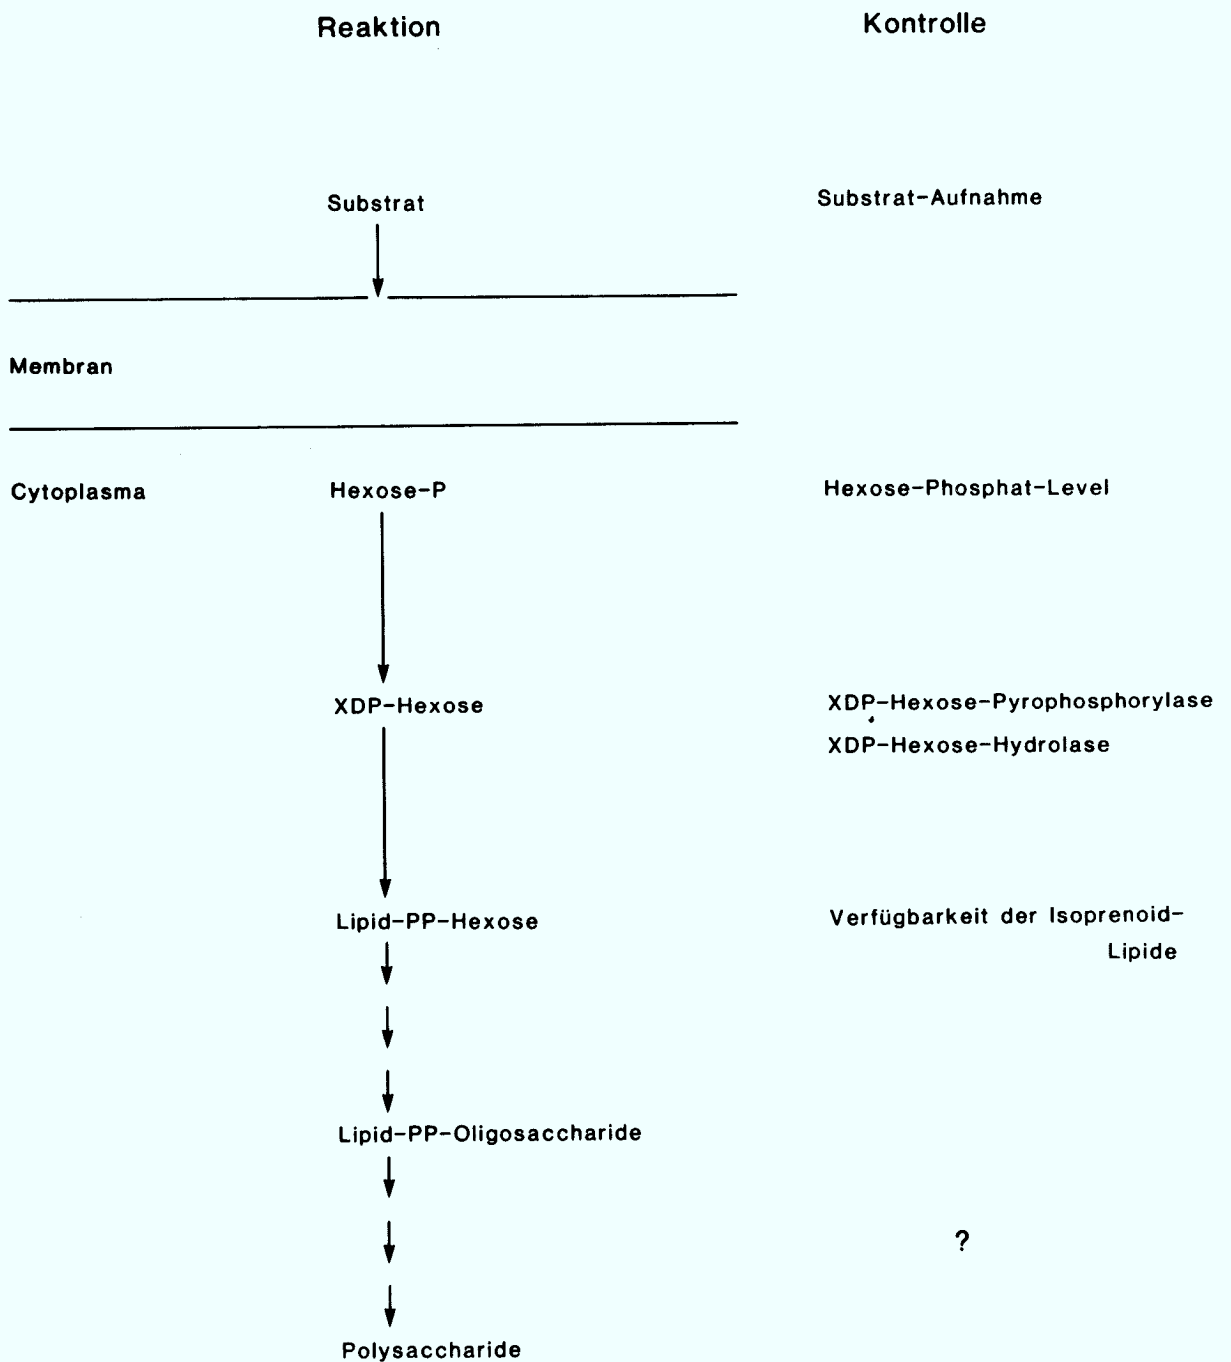 Reaktion Kontrolle
Substrat Substrat-Aufnahme
Membran
Cytoplasma Hexose-P Hexose-Phosphat-Level
XDP-Hexose XDP-Hexose-Pyrophosphorylase
XDP-Hexose-Hydrolase
Lipid-PP-Hexose Verfügbarkeit der Isoprenoid-
Lipide
Lipid-PP-Oligosaccharide
?
Polysaccharide